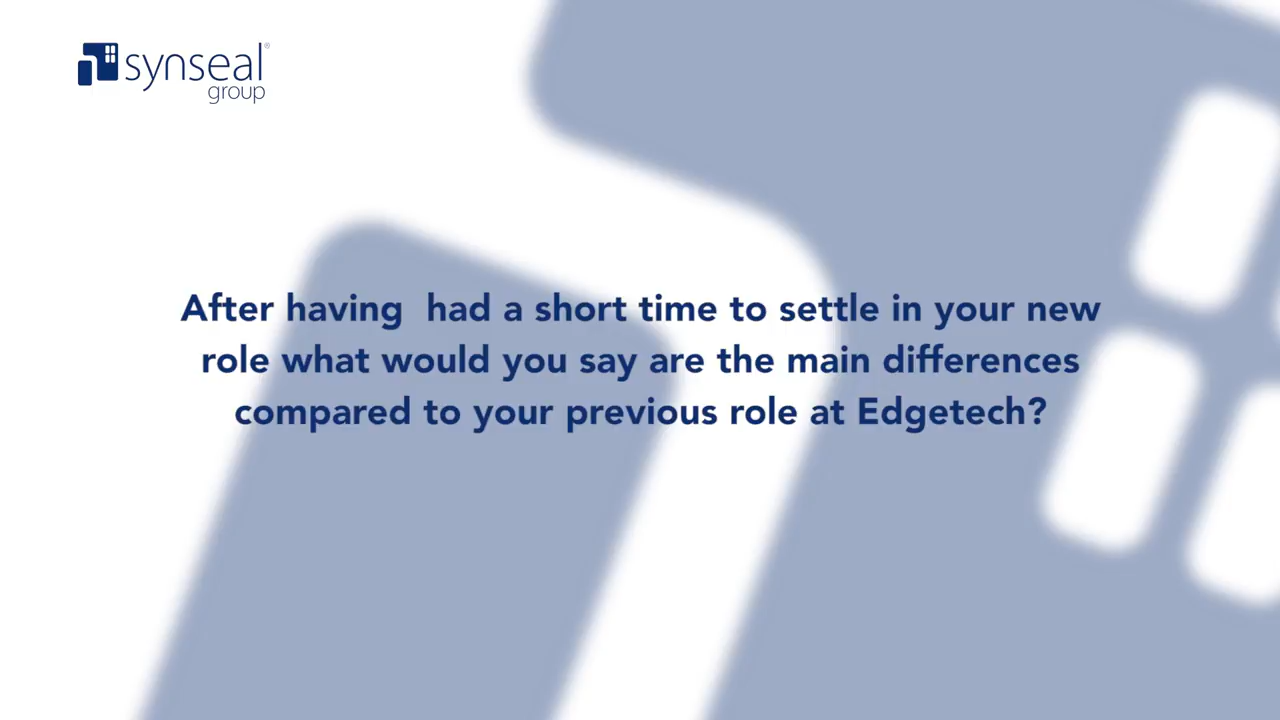 synseal®
group
After having  had a short time to settle in your new
role what would you say are the main differences
compared to your previous role at Edgetech?